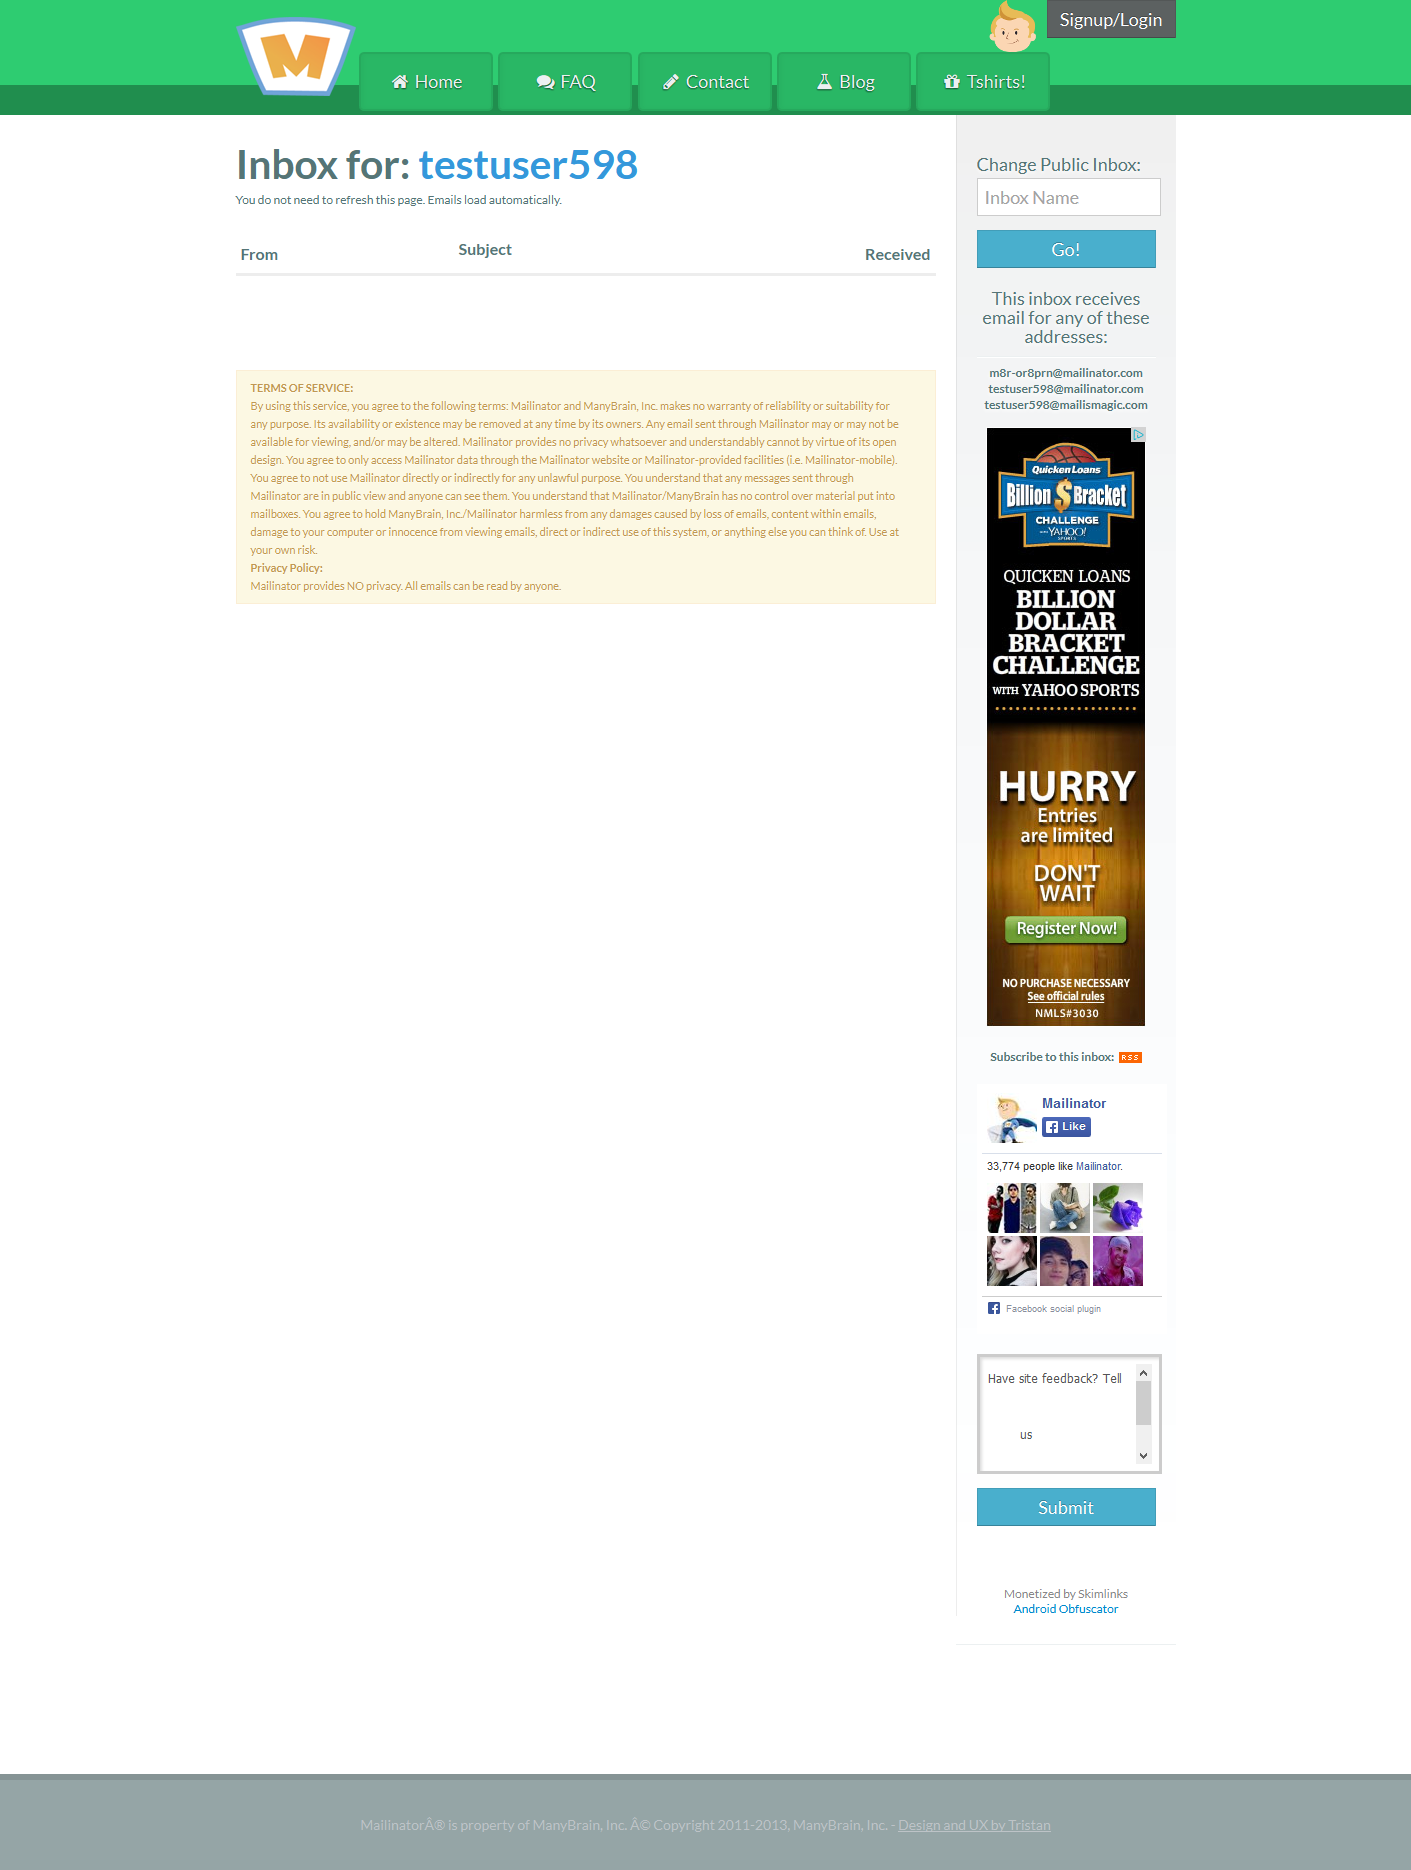 M
Signup/Login
Home
FAQ
Contact
Blog
Tshirts!
Inbox for: testuser598
You do not need to refresh this page. Emails load automatically.
From
Subject
Received
TERMS OF SERVICE:
By using this service, you agree to the following terms: Mailinator and ManyBrain, Inc. makes no warranty of reliability or suitability for
any purpose. Its availability or existence may be removed at any time by its owners. Any email sent through Mailinator may or may not be
available for viewing, and/or may be altered. Mailinator provides no privacy whatsoever and understandably cannot by virtue of its open
design. You agree to only access Mailinator data through the Mailinator website or Mailinator-provided facilities (i.e. Mailinator-mobile).
You agree to not use Mailinator directly or indirectly for any unlawful purpose. You understand that any messages sent through
Mailinator are in public view and anyone can see them. You understand that Mailinator/ManyBrain has no control over material put into
mailboxes. You agree to hold ManyBrain, Inc./Mailinator harmless from any damages caused by loss of emails, content within emails,
damage to your computer or innocence from viewing emails, direct or indirect use of this system, or anything else you can think of. Use at
your own risk.
Privacy Policy:
Mailinator provides NO privacy. All emails can be read by anyone.
Change Public Inbox:
Inbox Name
Go!
This inbox receives
email for any of these
addresses:
m8r-or8prn@mailinator.com
testuser598@mailinator.com
testuser598@mailismagic.com
Quicken Loans
Billion $ Bracket
CHALLENGE
WITH YAHOO!
SPORTS
QUICKEN LOANS
BILLION
DOLLAR
BRACKET
CHALLENGE
WITH YAHOO SPORTS
HURRY
Entries
are limited
DON'T
WAIT
Register Now!
NO PURCHASE NECESSARY
See official rules
NMLS#3030
Subscribe to this inbox: RSS
Mailinator
Like
33,774 people like Mailinator.
Facebook social plugin
Have site feedback? Tell
us
Submit
Monetized by Skimlinks
Android Obfuscator
MailinatorÂ® is property of ManyBrain, Inc. Â© Copyright 2011-2013, ManyBrain, Inc. - Design and UX by Tristan